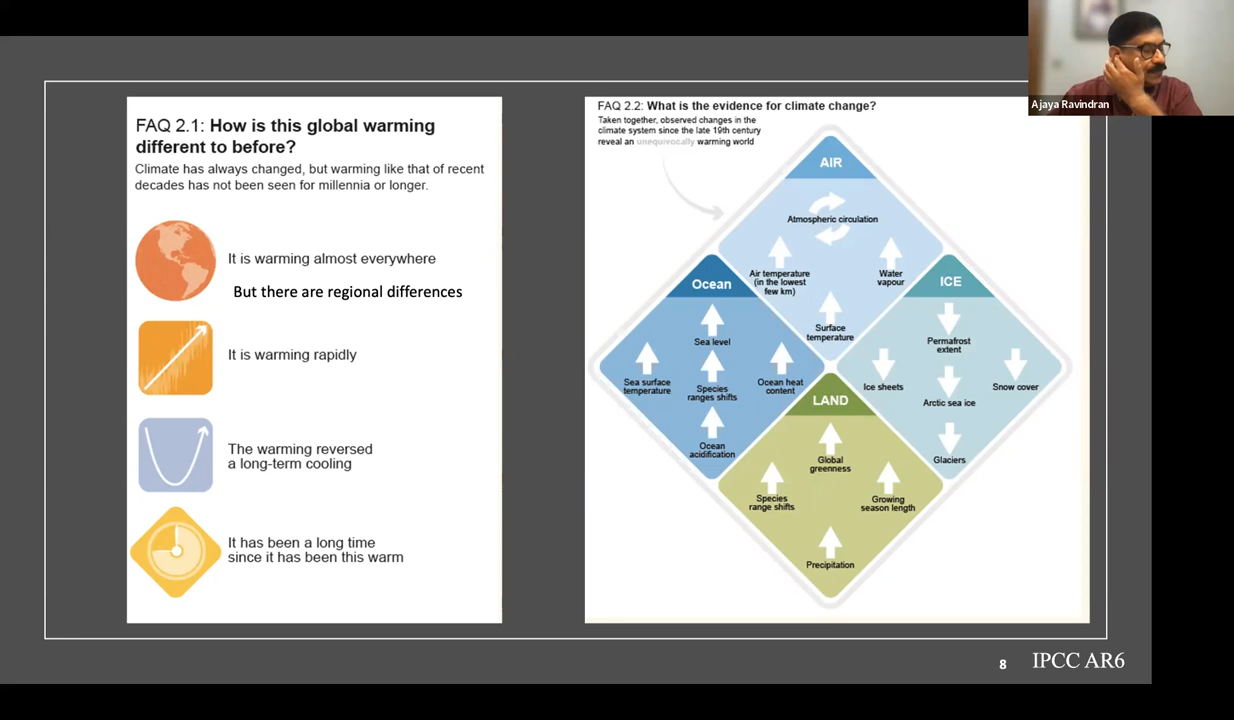 Ajaya Ravindran
FAQ 2.1: How is this global warming
different to before?
Climate has always changed, but warming like that of recent
decades has not been seen for millennia or longer.
It is warming almost everywhere
But there are regional differences
It is warming rapidly
The warming reversed
a long-term cooling
It has been a long time
since it has been this warm
FAQ 2.2: What is the evidence for climate change?
Taken together, observed changes in the
climate system since the late 19th century
reveal an unequivocally warming world
AIR
Atmospheric circulation
Air temperature
(in the lowest
few km)
Water
vapour
Surface
temperature
Ocean
Sea level
Sea surface
temperature
Species
ranges shifts
Ocean heat
content
Ocean
acidification
ICE
Permafrost
extent
Ice sheets
Snow cover
Arctic sea ice
Glaciers
LAND
Global
greenness
Species
range shifts
Growing
season length
Precipitation
8
IPCC AR6